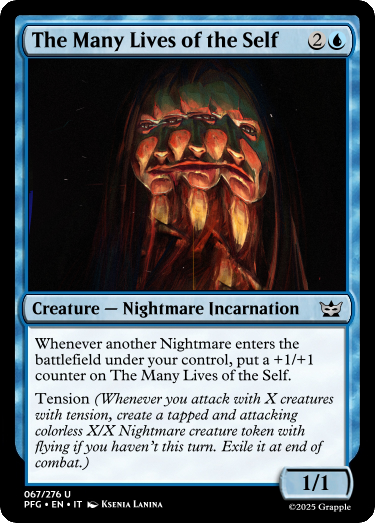 The Many Lives of the Self 2
Creature — Nightmare Incarnation
Whenever another Nightmare enters the
battlefield under your control, put a +1/+1
counter on The Many Lives of the Self.
Tension (Whenever you attack with X creatures
with tension, create a tapped and attacking
colorless X/X Nightmare creature token with
flying if you haven't this turn. Exile it at end of
combat.)
1/1
067/276 U
PFG • EN • IT Ksenia Lanina
©2025 Grapple